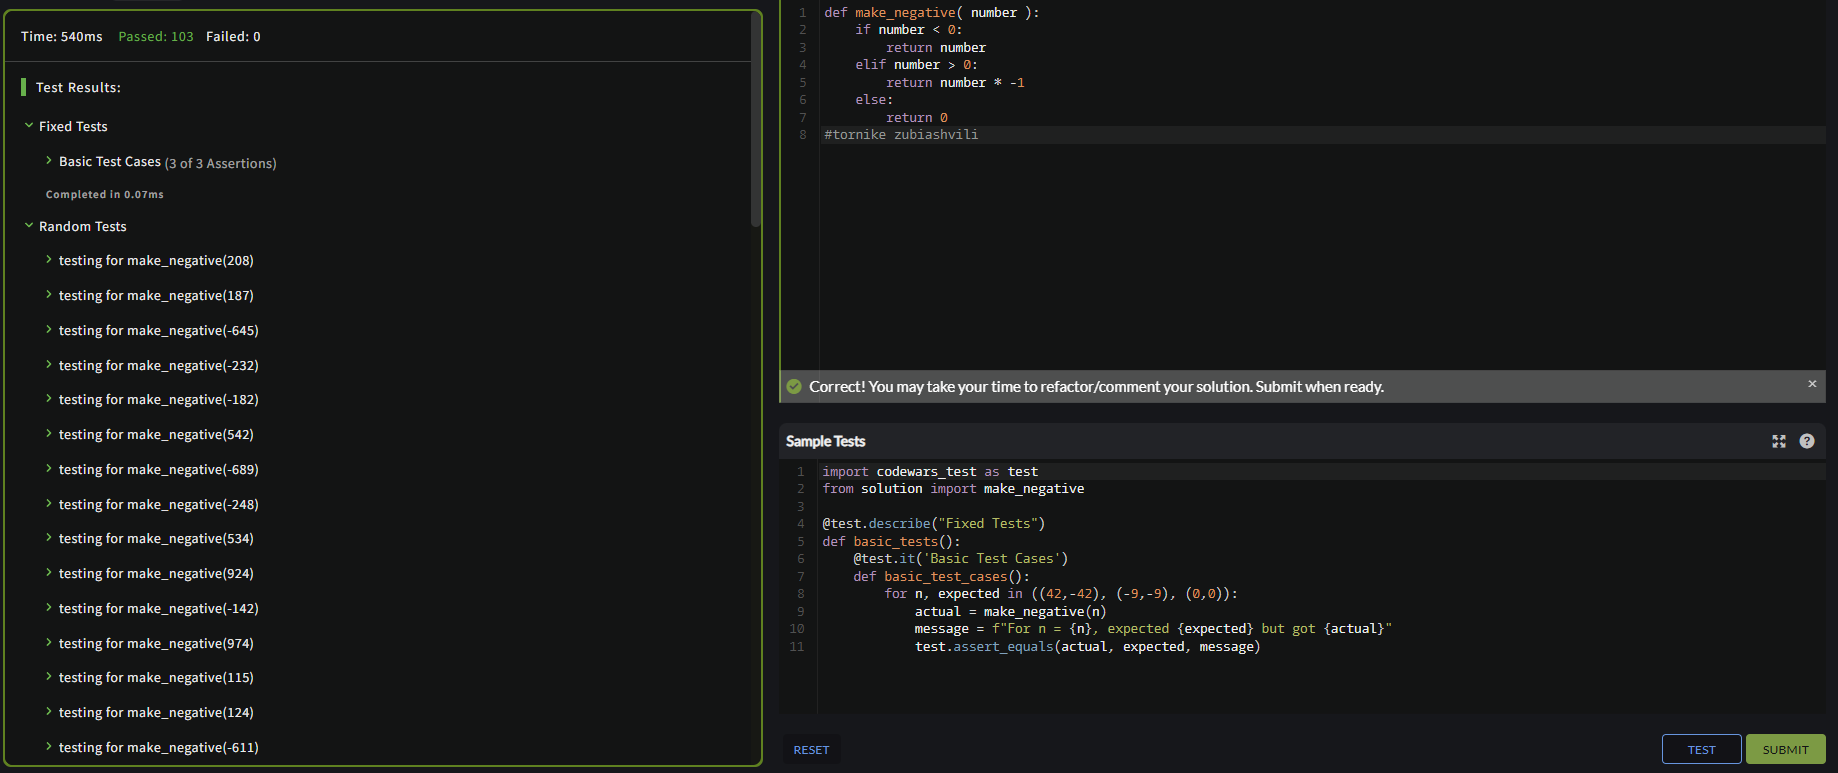 Time: 540ms Passed: 103 Failed: 0
Test Results:
Fixed Tests
Basic Test Cases (3 of 3 Assertions)
Completed in 0.07ms
Random Tests
testing for make_negative(208)
testing for make_negative(187)
testing for make_negative(-645)
testing for make_negative(-232)
testing for make_negative(-182)
testing for make_negative(542)
testing for make_negative(-689)
testing for make_negative(-248)
testing for make_negative(534)
testing for make_negative(924)
testing for make_negative(-142)
testing for make_negative(974)
testing for make_negative(115)
testing for make_negative(124)
testing for make_negative(-611)
1 def make_negative( number ):
2     if number < 0:
3         return number
4     elif number > 0:
5         return number * -1
6     else:
7         return 0
8 #tornike zubiashvili
Correct! You may take your time to refactor/comment your solution. Submit when ready. ×
Sample Tests ?
1 import codewars_test as test
2 from solution import make_negative
3
4 @test.describe("Fixed Tests")
5 def basic_tests():
6     @test.it('Basic Test Cases')
7     def basic_test_cases():
8         for n, expected in ((42,-42), (-9,-9), (0,0)):
9             actual = make_negative(n)
10             message = f"For n = {n}, expected {expected} but got {actual}"
11             test.assert_equals(actual, expected, message)
RESET TEST SUBMIT